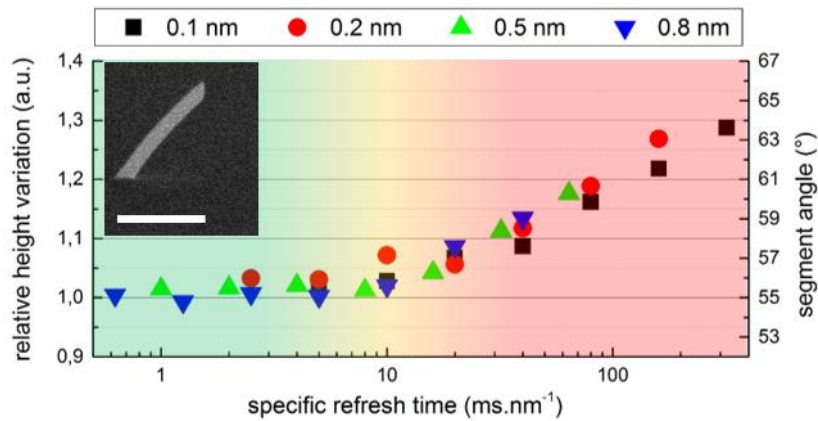 0.1 nm 0.2 nm 0.5 nm 0.8 nm
relative height variation (a.u.)
1,4
1,3
1,2
1,1
1,0
0,9
67
65
63
61
59
57
55
53
segment angle (°)
1 10 100
specific refresh time (ms.nm⁻¹)